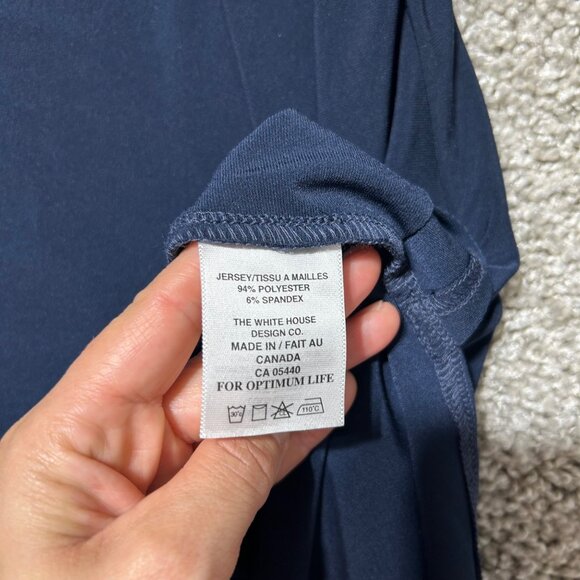 JERSEY/TISSU A MAILLES
94% POLYESTER
6% SPANDEX
THE WHITE HOUSE
DESIGN CO.
MADE IN / FAIT AU
CANADA
CA 05440
FOR OPTIMUM LIFE
30°c 110°C